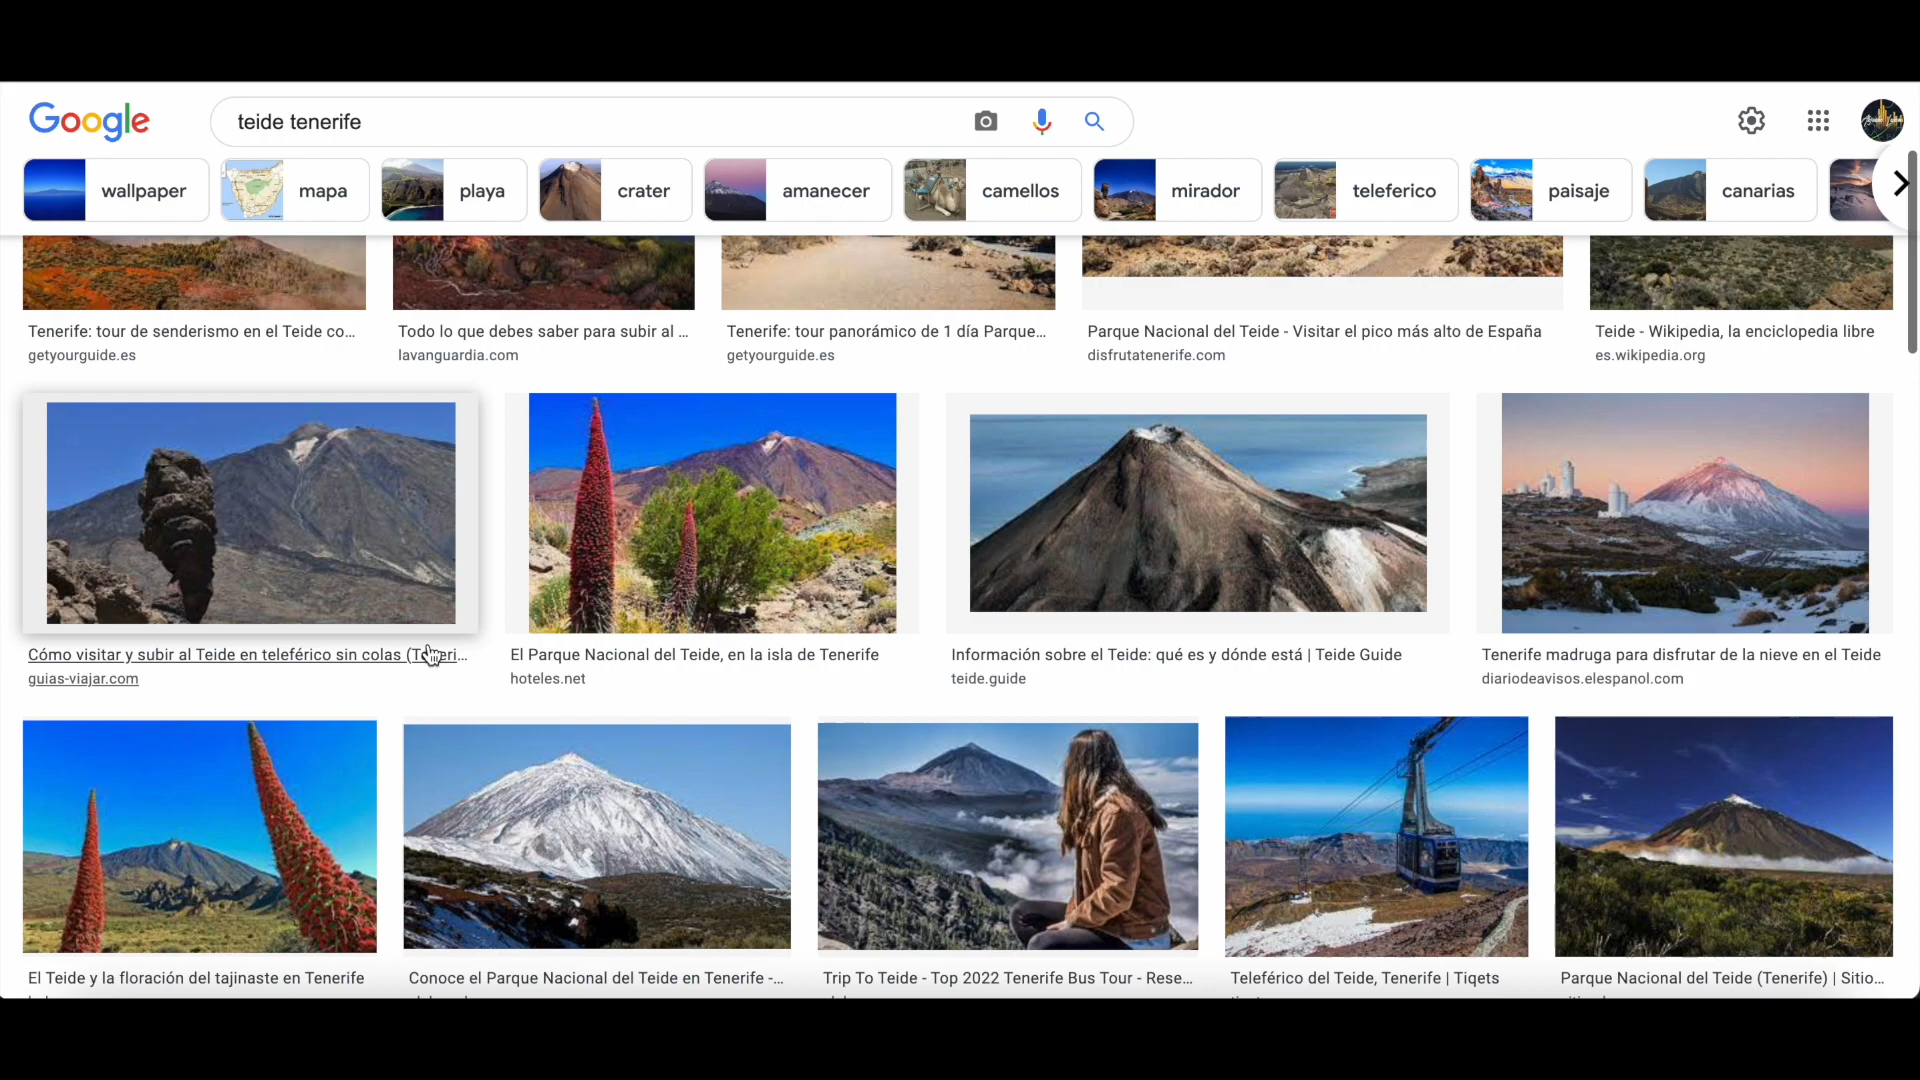 Google
teide tenerife
wallpaper
mapa
playa
crater
amanecer
camellos
mirador
teleferico
paisaje
canarias
Tenerife: tour de senderismo en el Teide co...
getyourguide.es
Todo lo que debes saber para subir al ...
lavanguardia.com
Tenerife: tour panorámico de 1 día Parque...
getyourguide.es
Parque Nacional del Teide - Visitar el pico más alto de España
disfrutatenerife.com
Teide - Wikipedia, la enciclopedia libre
es.wikipedia.org
Cómo visitar y subir al Teide en teleférico sin colas
guias-viajar.com
El Parque Nacional del Teide, en la isla de Tenerife
hoteles.net
Información sobre el Teide: qué es y dónde está | Teide Guide
teide.guide
Tenerife madruga para disfrutar de la nieve en el Teide
diariodeavisos.elespanol.com
El Teide y la floración del tajinaste en Tenerife
Conoce el Parque Nacional del Teide en Tenerife -...
Trip To Teide - Top 2022 Tenerife Bus Tour - Rese...
Teleférico del Teide, Tenerife | Tiqets
Parque Nacional del Teide (Tenerife) | Sitio...